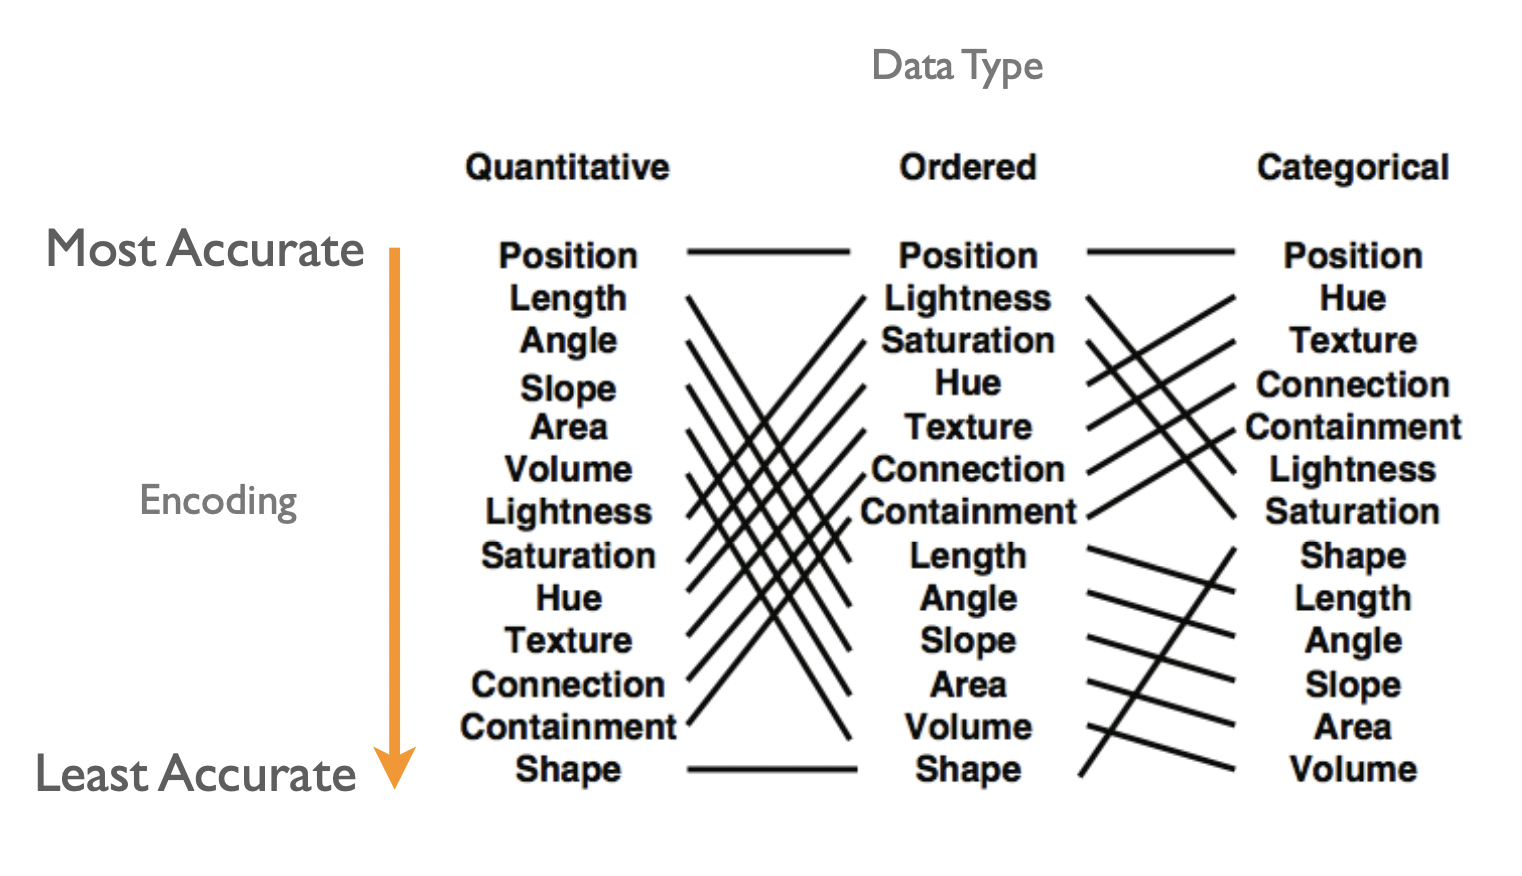 Data Type
Quantitative Ordered Categorical
Most Accurate Position Position Position
Length Lightness Hue
Angle Saturation Texture
Slope Hue Connection
Area Texture Containment
Volume Connection Lightness
Encoding
Lightness Containment Saturation
Saturation Length Shape
Hue Angle Length
Texture Slope Angle
Connection Area Slope
Containment Volume Area
Least Accurate Shape Shape Volume